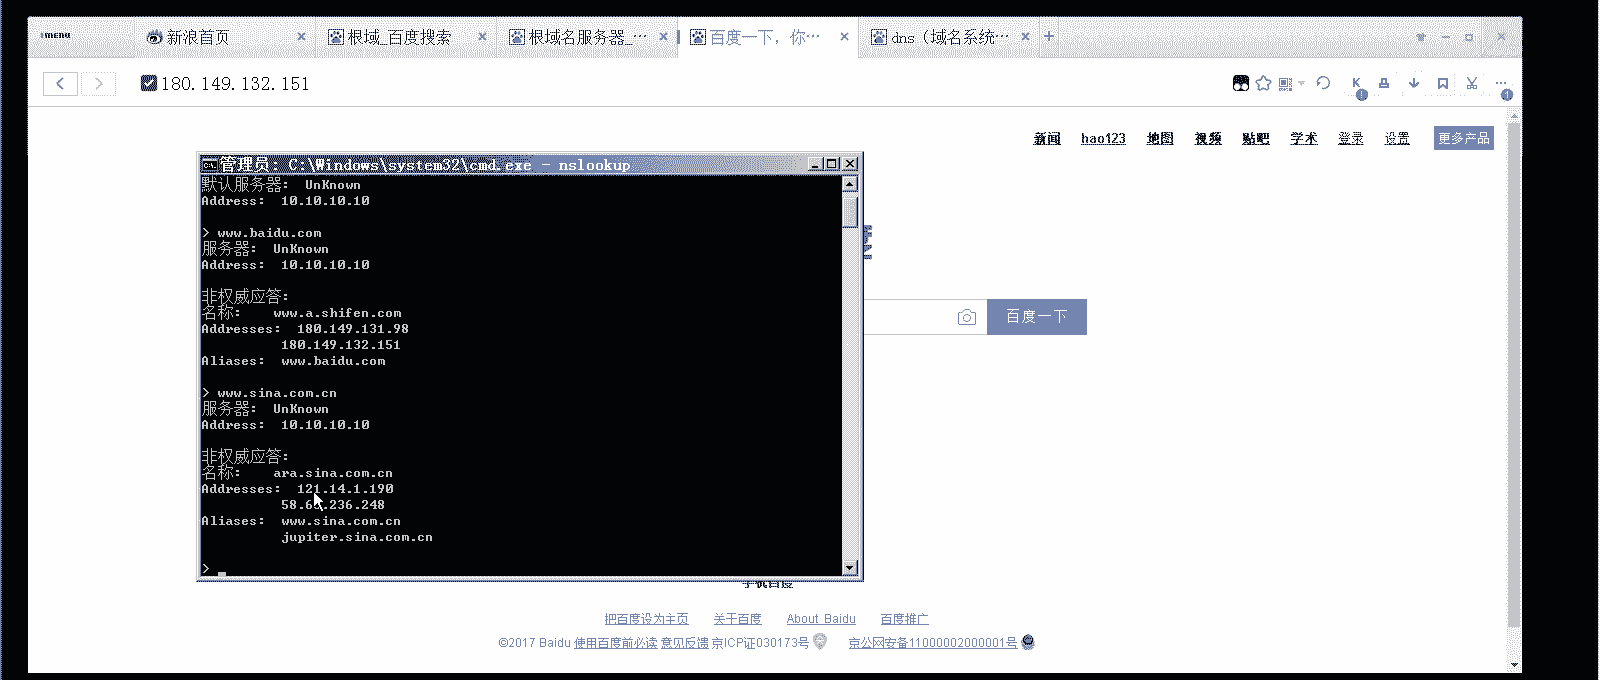 menu
新浪首页
根域_百度搜索
根域名服务器_…
百度一下，你…
dns（域名系统…
180.149.132.151
新闻 hao123 地图 视频 贴吧 学术 登录 设置 更多产品
管理员: C:\Windows\system32\cmd.exe - nslookup
默认服务器:  UnKnown
Address:  10.10.10.10
> www.baidu.com
服务器:  UnKnown
Address:  10.10.10.10
非权威应答:
名称:    www.a.shifen.com
Addresses:  180.149.131.98
180.149.132.151
Aliases:  www.baidu.com
> www.sina.com.cn
服务器:  UnKnown
Address:  10.10.10.10
非权威应答:
名称:    ara.sina.com.cn
Addresses:  121.14.1.190
Aliases:  www.sina.com.cn
jupiter.sina.com.cn
>
百度一下
手机百度
把百度设为主页 关于百度 About Baidu 百度推广
©2017 Baidu 使用百度前必读 意见反馈 京ICP证030173号 京公网安备11000002000001号